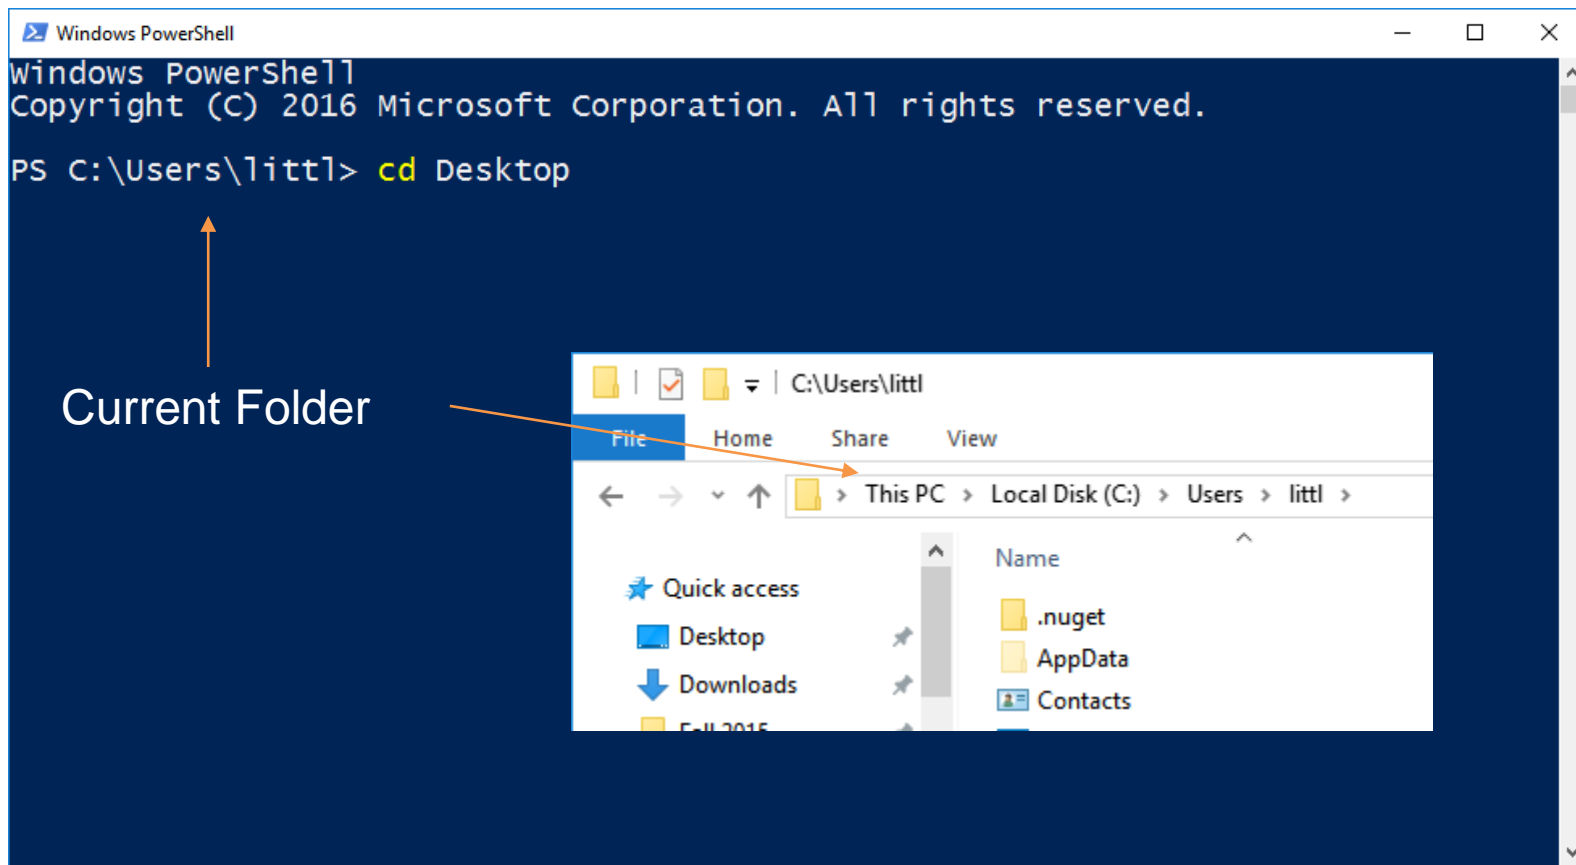 Windows PowerShell
Windows PowerShell
Copyright (C) 2016 Microsoft Corporation. All rights reserved.
PS C:\Users\littl> cd Desktop
Current Folder
C:\Users\littl
File Home Share View
This PC > Local Disk (C:) > Users > littl >
Name
Quick access
Desktop
Downloads
Fall 2015
.nuget
AppData
Contacts